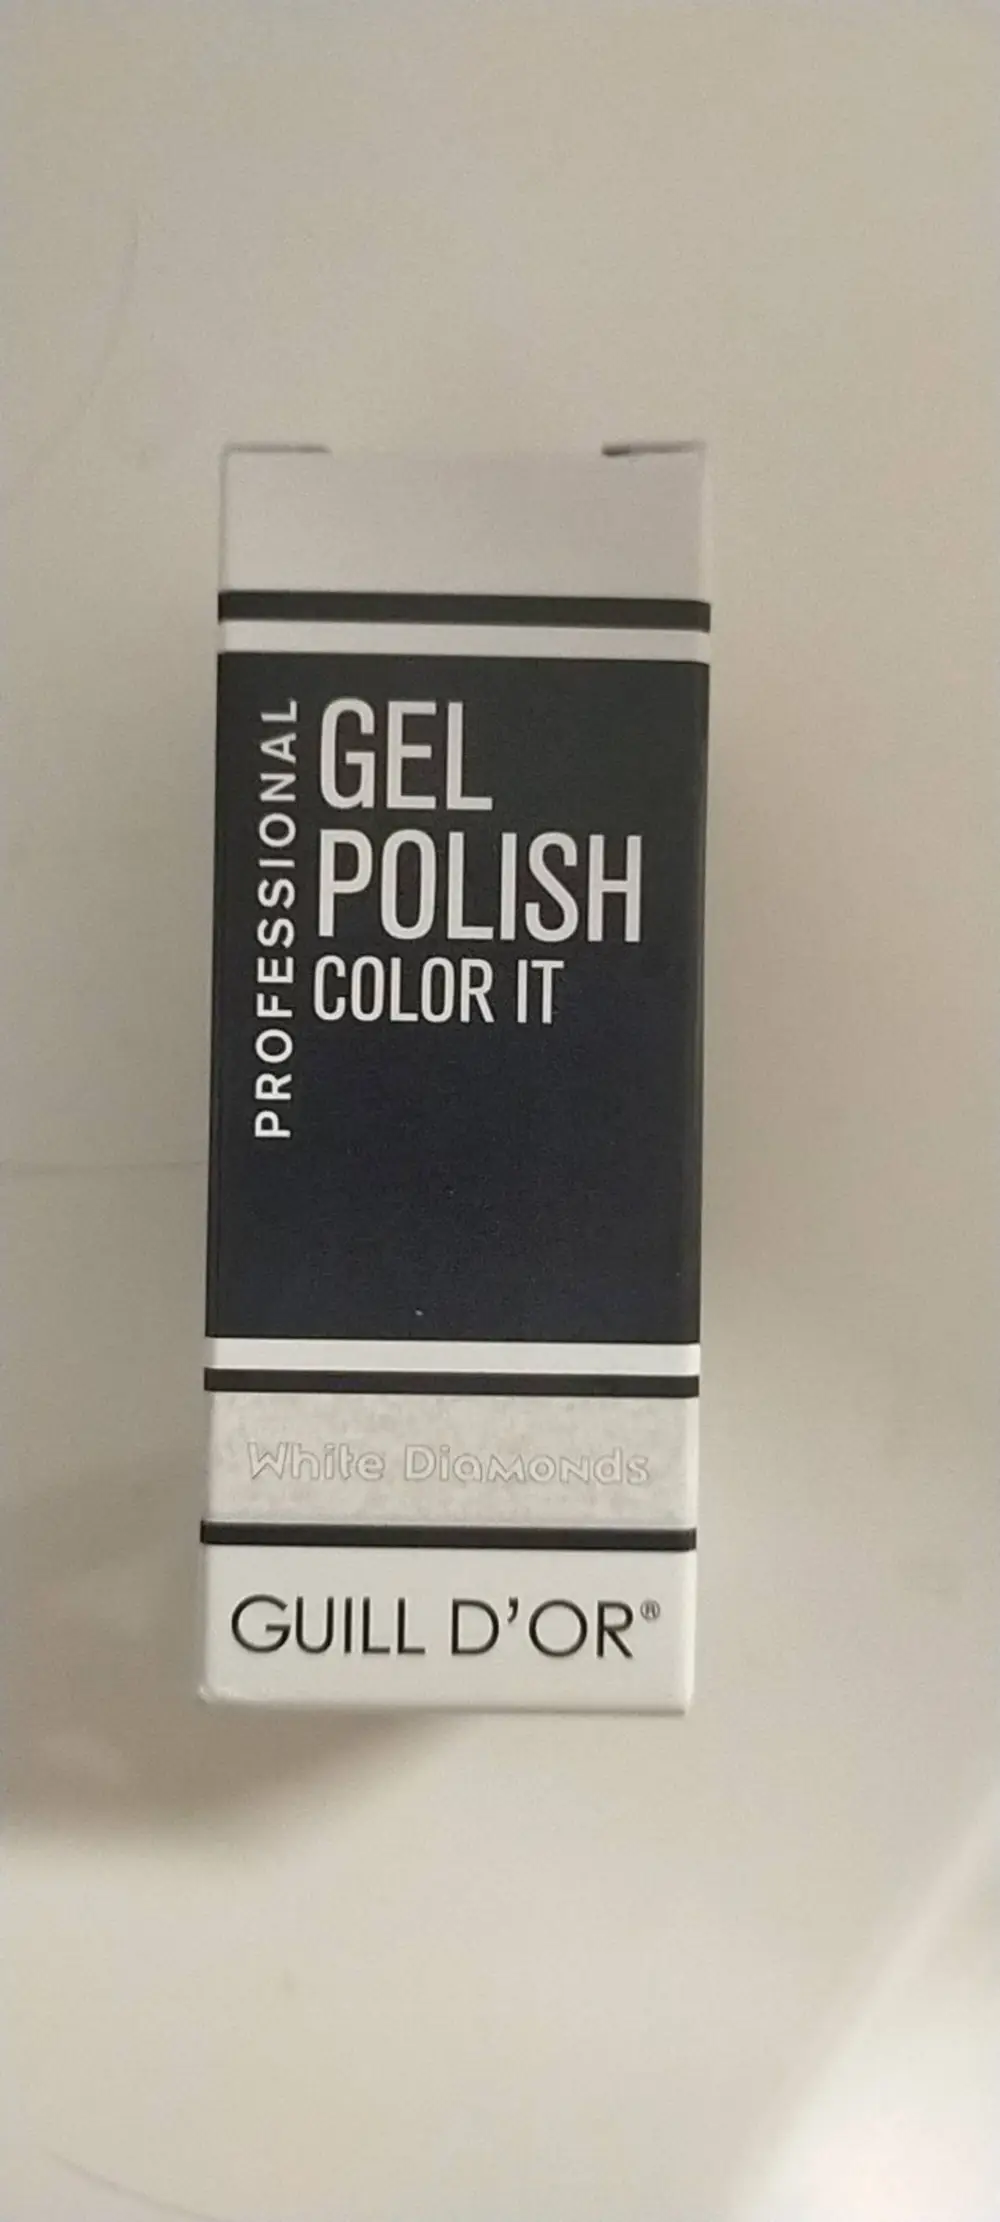 PROFESSIONAL
GEL
POLISH
COLOR IT
White Diamonds
GUILL D'OR®